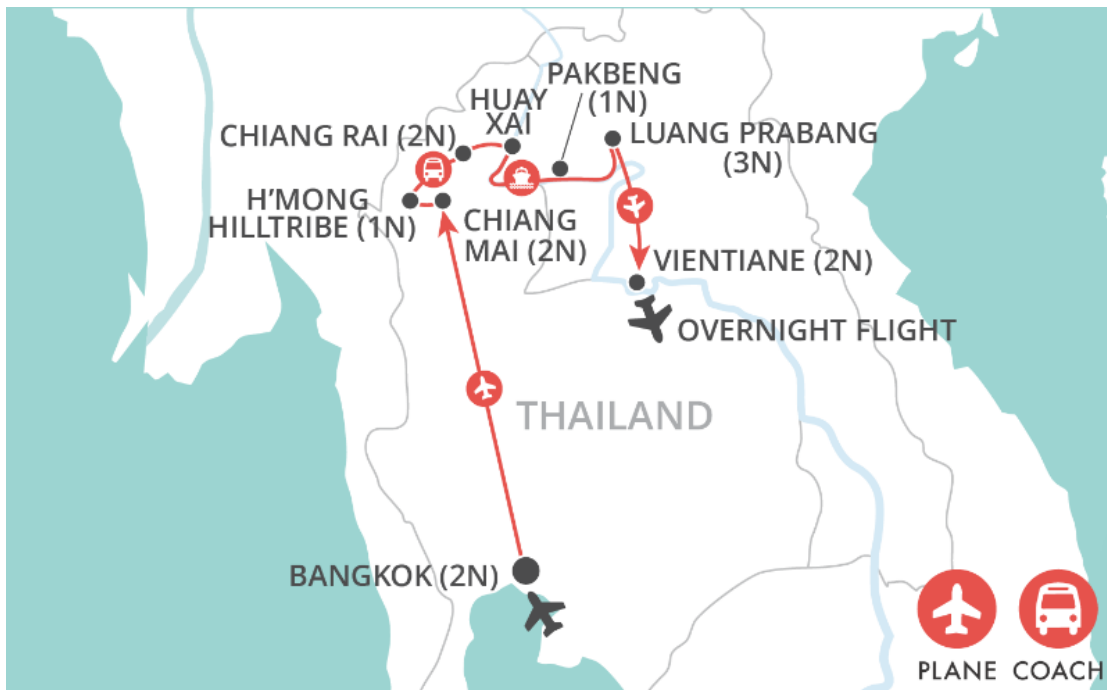 PAKBENG
(1N)
HUAY
XAI
CHIANG RAI (2N)
LUANG PRABANG
(3N)
H'MONG
HILLTRIBE (1N)
CHIANG
MAI (2N)
VIENTIANE (2N)
OVERNIGHT FLIGHT
THAILAND
BANGKOK (2N)
PLANE
COACH